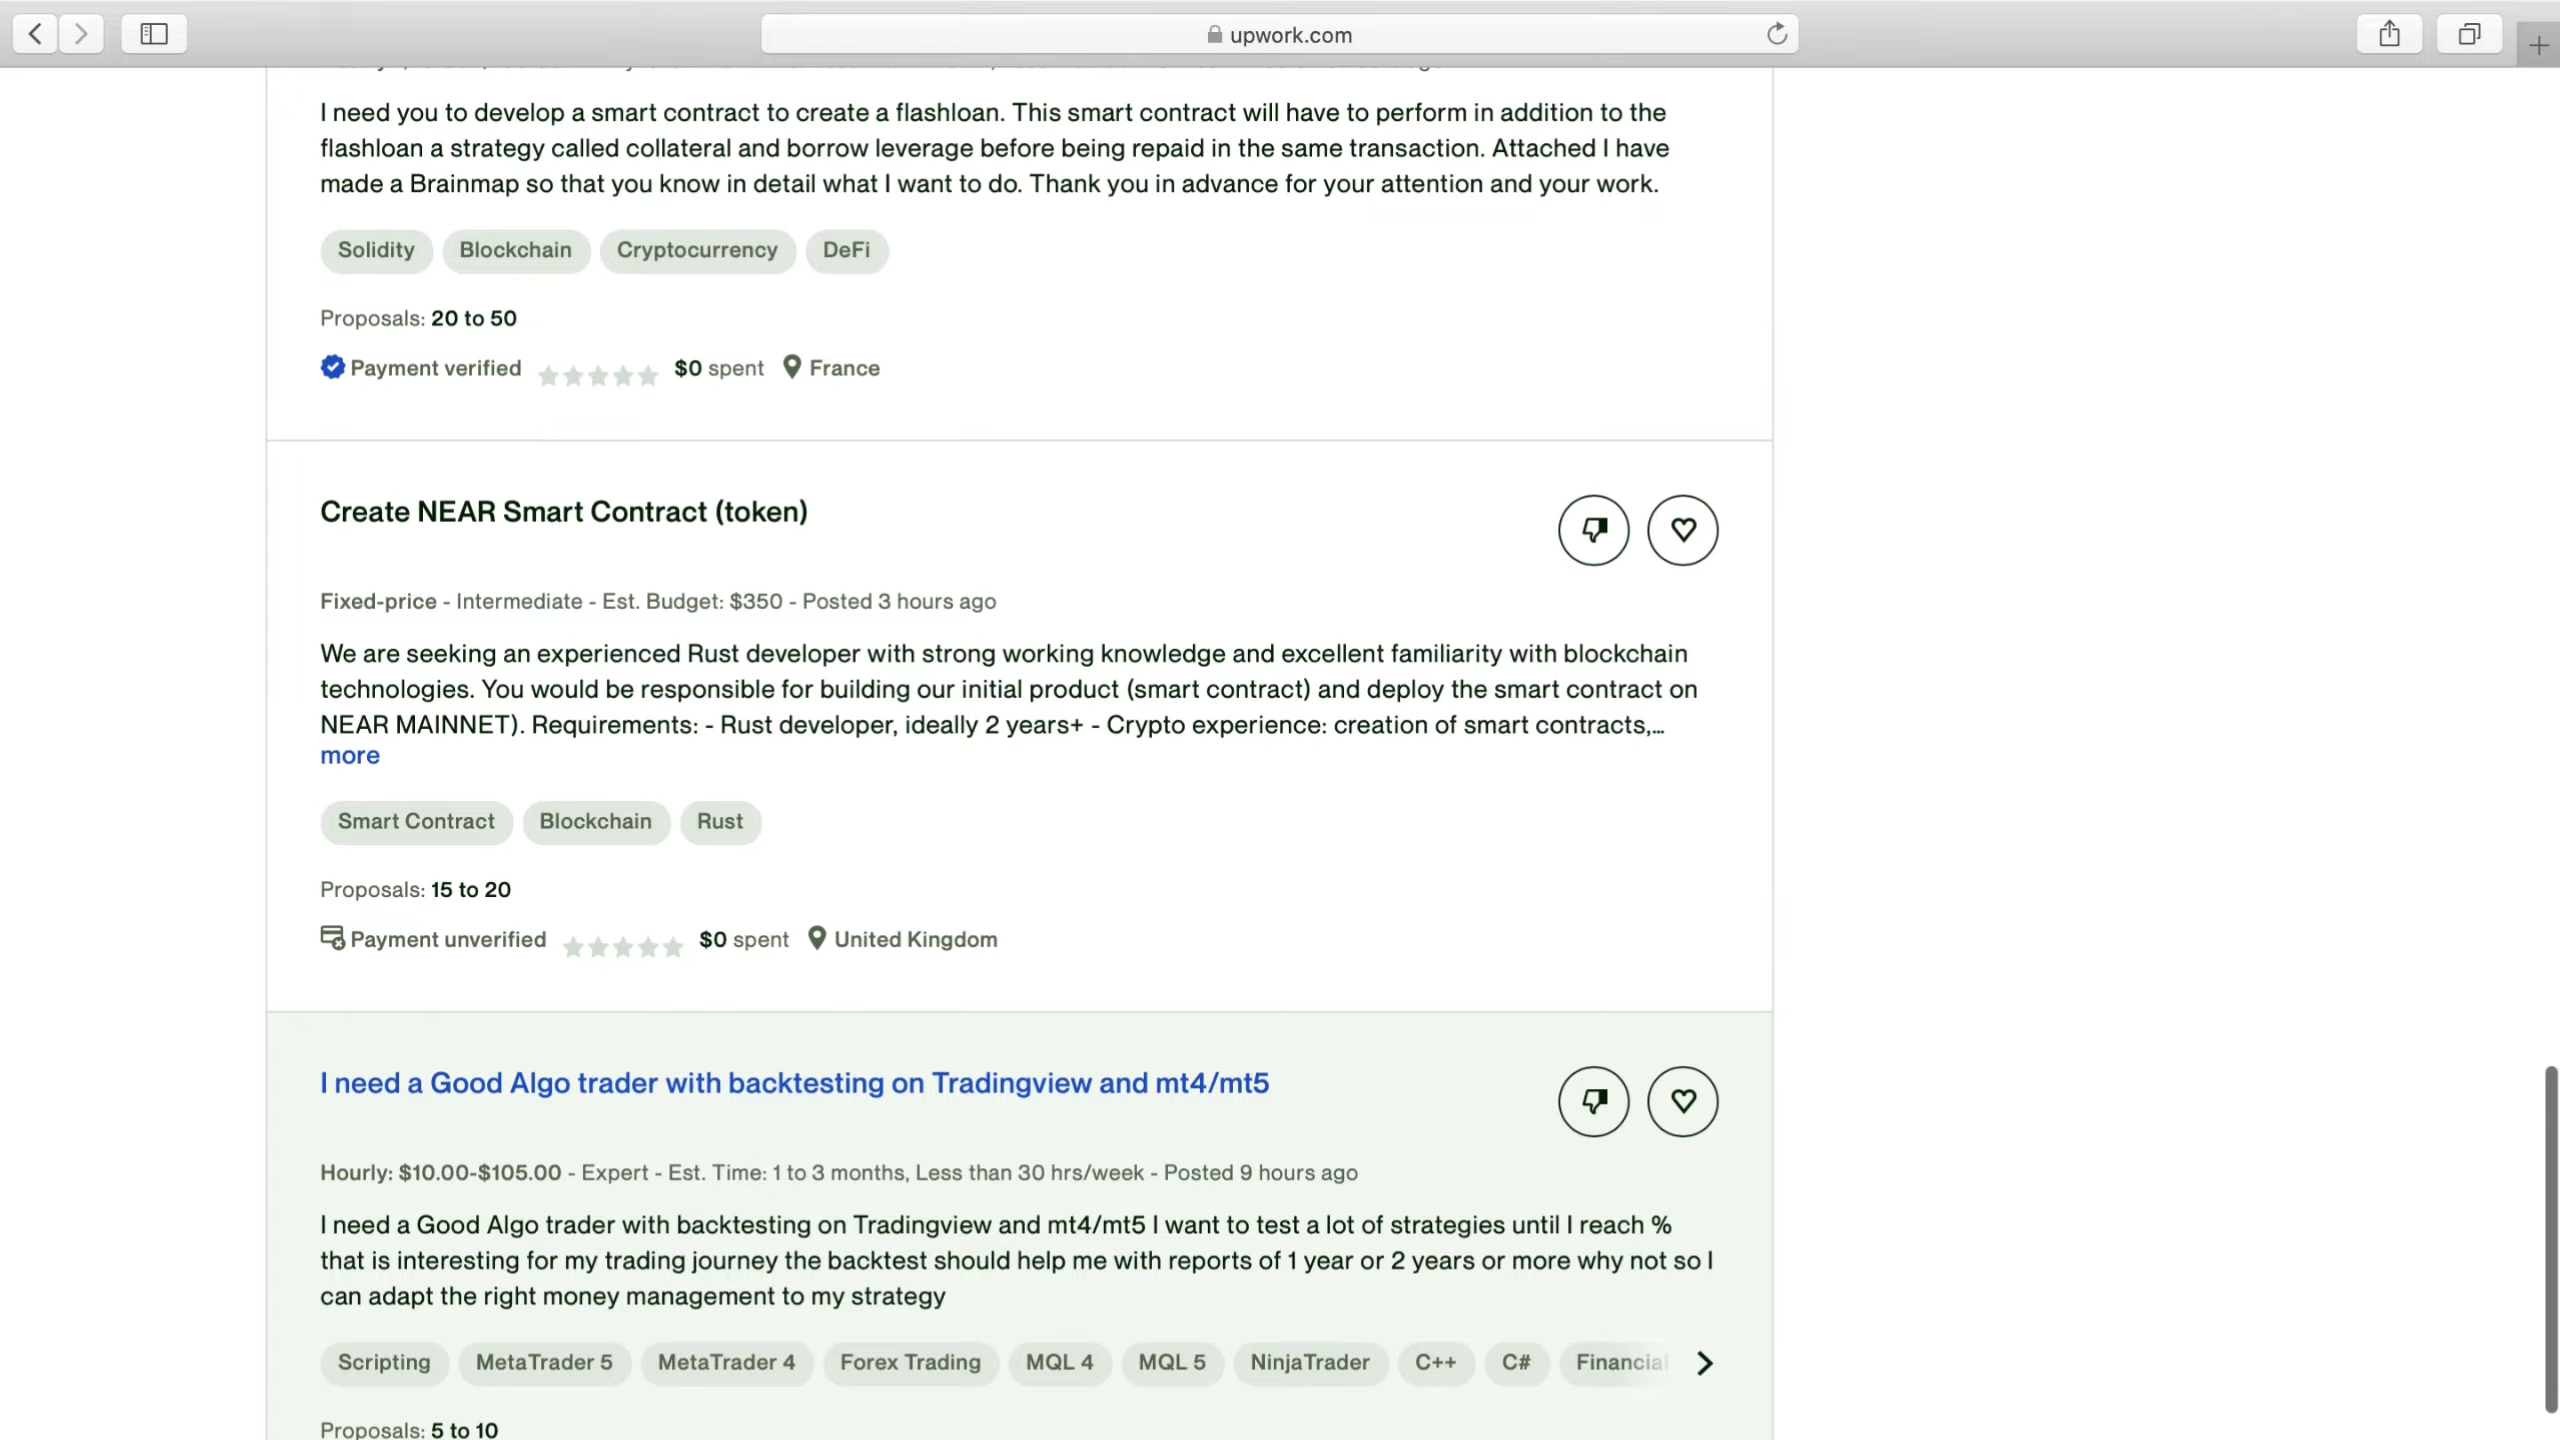 upwork.com
I need you to develop a smart contract to create a flashloan. This smart contract will have to perform in addition to the
flashloan a strategy called collateral and borrow leverage before being repaid in the same transaction. Attached I have
made a Brainmap so that you know in detail what I want to do. Thank you in advance for your attention and your work.
Solidity Blockchain Cryptocurrency DeFi
Proposals: 20 to 50
Payment verified $0 spent France
Create NEAR Smart Contract (token)
Fixed-price - Intermediate - Est. Budget: $350 - Posted 3 hours ago
We are seeking an experienced Rust developer with strong working knowledge and excellent familiarity with blockchain
technologies. You would be responsible for building our initial product (smart contract) and deploy the smart contract on
NEAR MAINNET). Requirements: - Rust developer, ideally 2 years+ - Crypto experience: creation of smart contracts,...
more
Smart Contract Blockchain Rust
Proposals: 15 to 20
Payment unverified $0 spent United Kingdom
I need a Good Algo trader with backtesting on Tradingview and mt4/mt5
Hourly: $10.00-$105.00 - Expert - Est. Time: 1 to 3 months, Less than 30 hrs/week - Posted 9 hours ago
I need a Good Algo trader with backtesting on Tradingview and mt4/mt5 I want to test a lot of strategies until I reach %
that is interesting for my trading journey the backtest should help me with reports of 1 year or 2 years or more why not so I
can adapt the right money management to my strategy
Scripting MetaTrader 5 MetaTrader 4 Forex Trading MQL 4 MQL 5 NinjaTrader C++ C# Financial
Proposals: 5 to 10